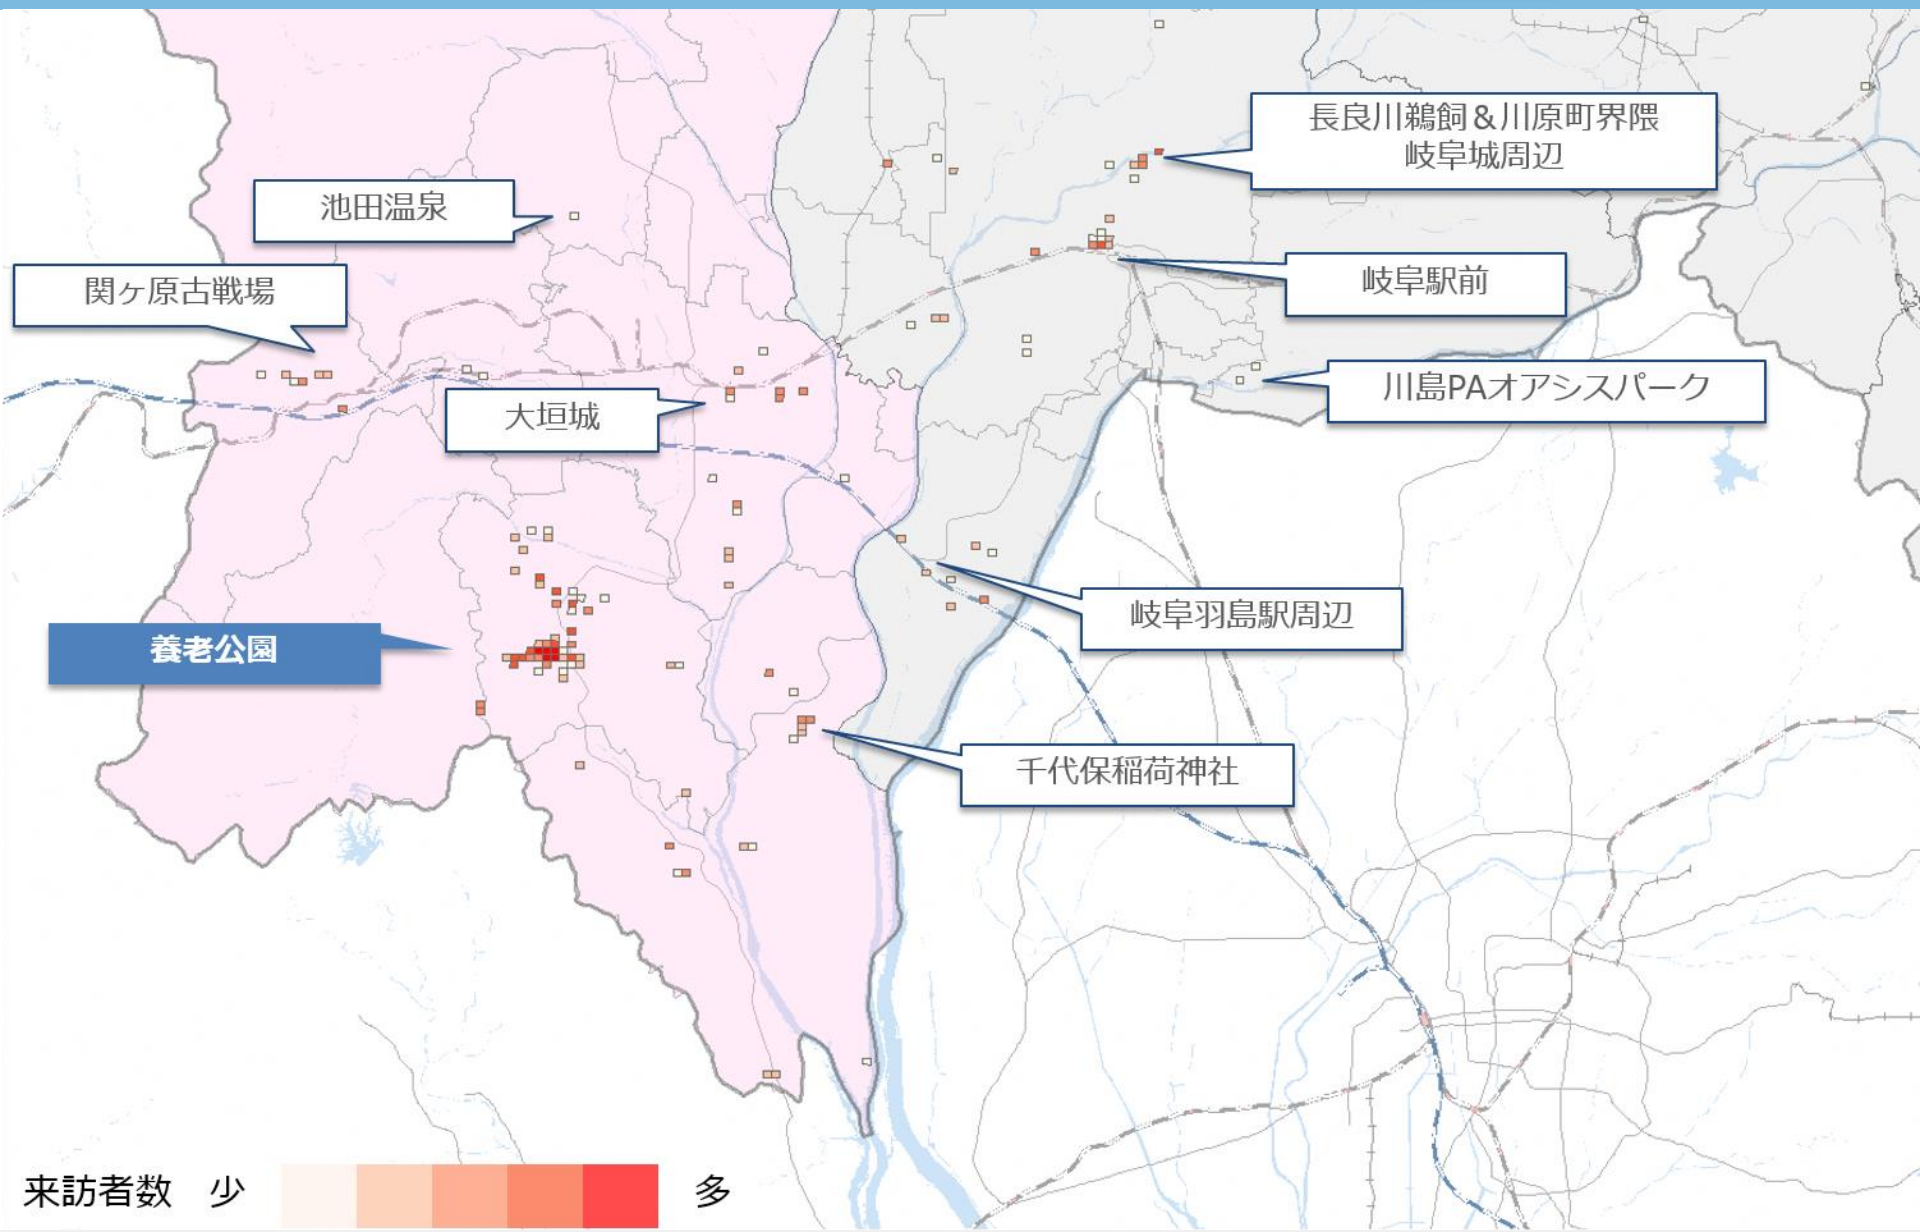 長良川鵜飼＆川原町界隈
岐阜城周辺
池田温泉
関ヶ原古戦場
岐阜駅前
川島PAオアシスパーク
大垣城
岐阜羽島駅周辺
養老公園
千代保稲荷神社
来訪者数 少 多